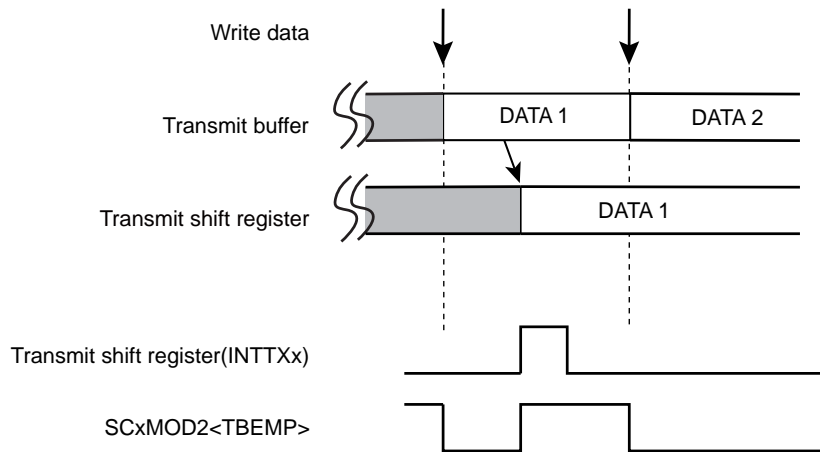 Write data
Transmit buffer
DATA 1
DATA 2
Transmit shift register
DATA 1
Transmit shift register(INTTXx)
SCxMOD2<TBEMP>